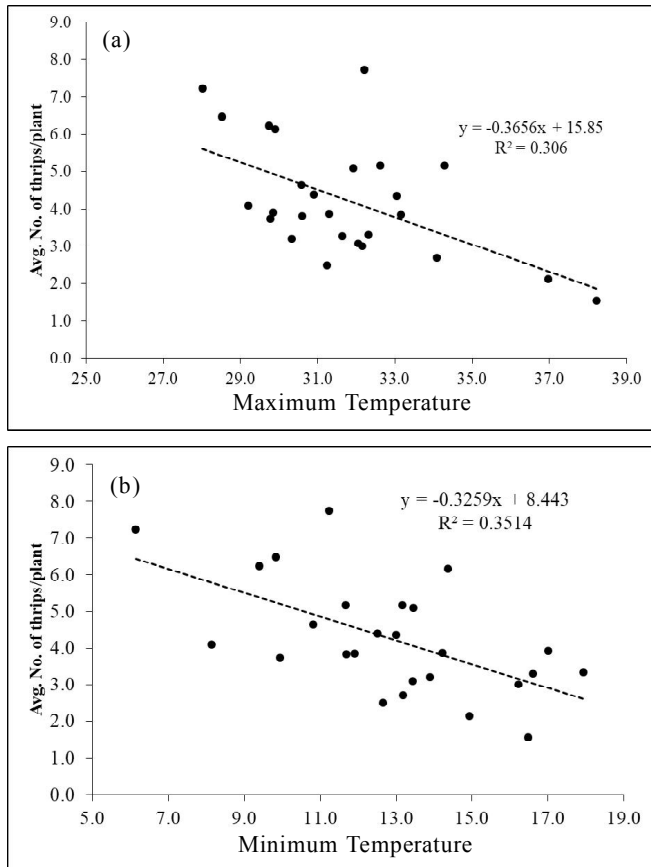 (a)
Avg. No. of thrips/plant
9.0
8.0
7.0
6.0
5.0
4.0
3.0
2.0
1.0
0.0
y = -0.3656x + 15.85
R² = 0.306
25.0 27.0 29.0 31.0 33.0 35.0 37.0 39.0
Maximum Temperature
(b)
Avg. No. of thrips/plant
9.0
8.0
7.0
6.0
5.0
4.0
3.0
2.0
1.0
0.0
y = -0.3259x + 8.443
R² = 0.3514
5.0 7.0 9.0 11.0 13.0 15.0 17.0 19.0
Minimum Temperature